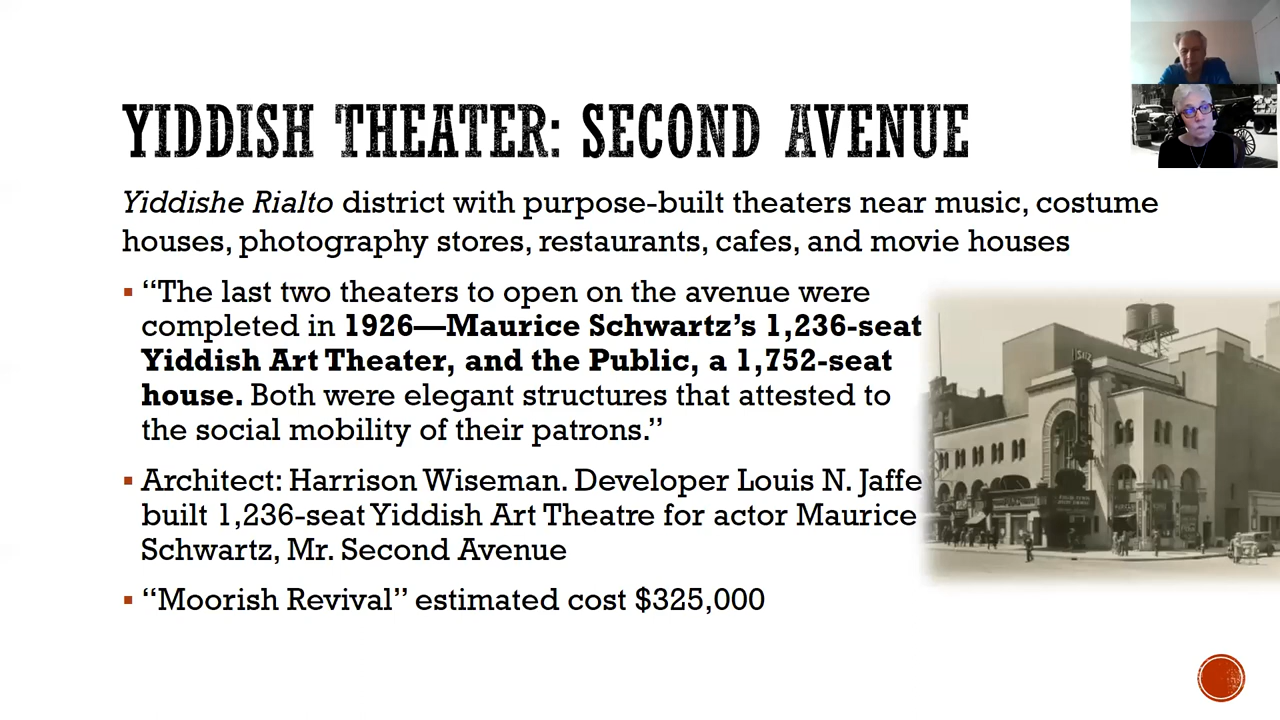 YIDDISH THEATER: SECOND AVENUE
Yiddishe Rialto district with purpose-built theaters near music, costume
houses, photography stores, restaurants, cafes, and movie houses
▪ “The last two theaters to open on the avenue were
completed in 1926—Maurice Schwartz’s 1,236-seat
Yiddish Art Theater, and the Public, a 1,752-seat
house. Both were elegant structures that attested to
the social mobility of their patrons.”
▪ Architect: Harrison Wiseman. Developer Louis N. Jaffe
built 1,236-seat Yiddish Art Theatre for actor Maurice
Schwartz, Mr. Second Avenue
▪ “Moorish Revival” estimated cost $325,000